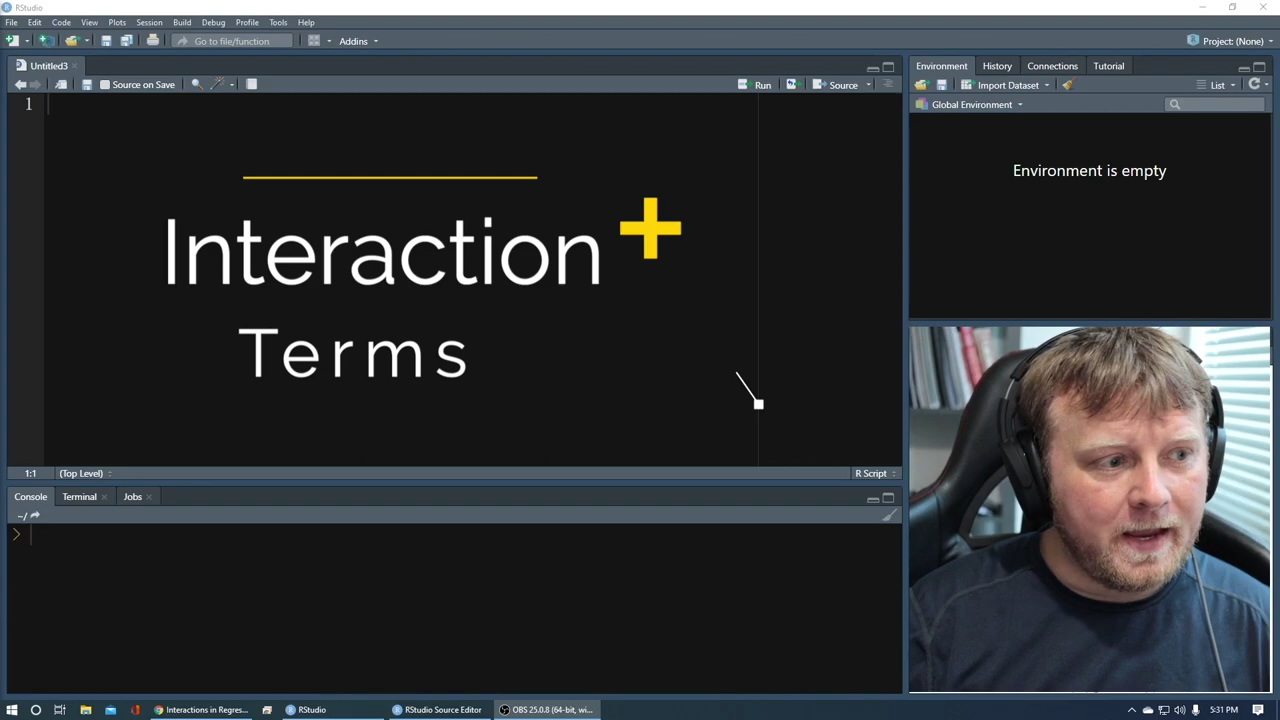 RStudio
File Edit Code View Plots Session Build Debug Profile Tools Help
Go to file/function Addins Project: (None)
Untitled3
Source on Save Run Source
1
Interaction
Terms
1:1 (Top Level) R Script
Console Terminal Jobs
~/
>
Environment History Connections Tutorial
Import Dataset List
Global Environment
Environment is empty
Interactions in Regres... RStudio RStudio Source Editor OBS 25.0.8 (64-bit, wi... 5:31 PM